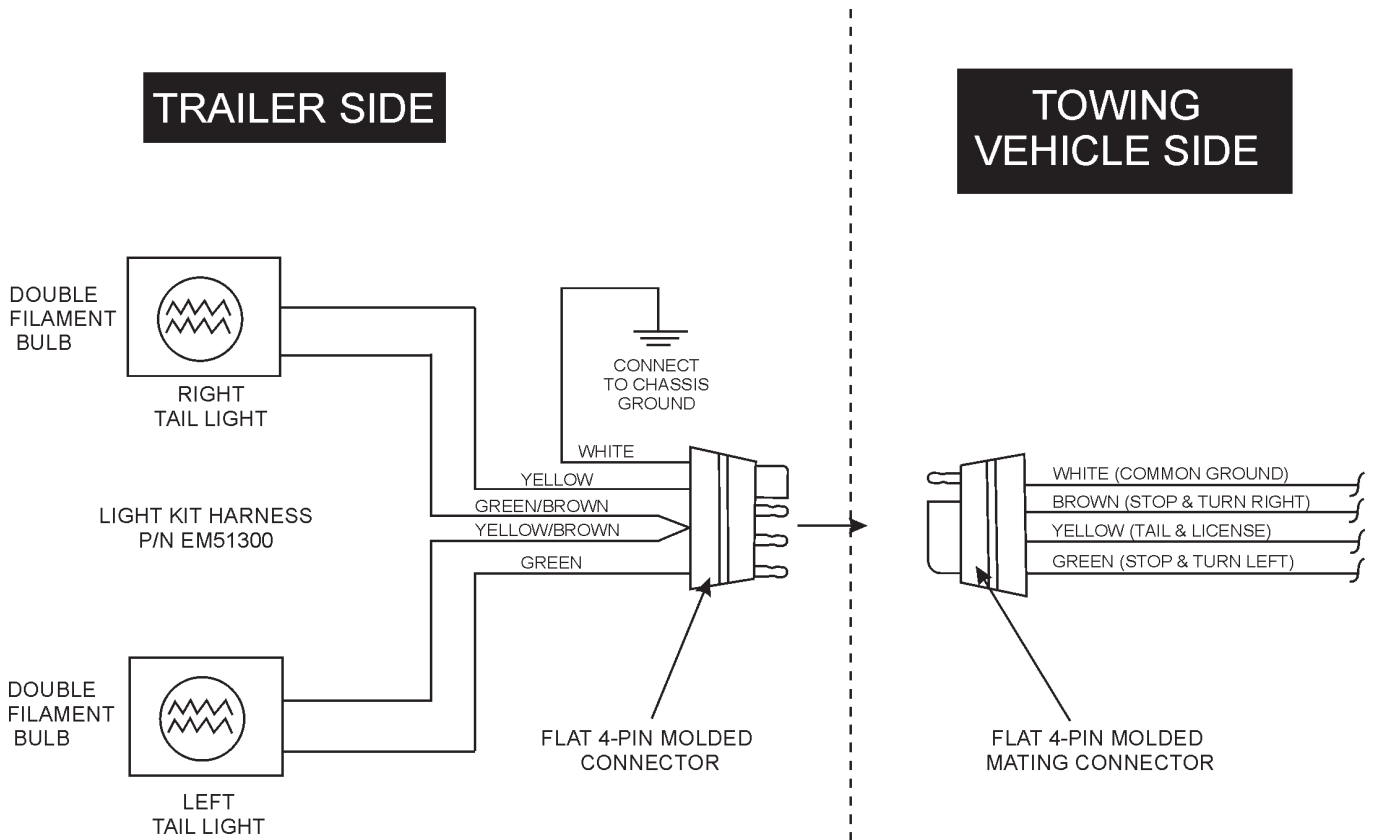 TRAILER SIDE
TOWING
VEHICLE SIDE
DOUBLE
FILAMENT
BULB
RIGHT
TAIL LIGHT
CONNECT
TO CHASSIS
GROUND
WHITE
YELLOW
GREEN/BROWN
YELLOW/BROWN
GREEN
LIGHT KIT HARNESS
P/N EM51300
WHITE (COMMON GROUND)
BROWN (STOP & TURN RIGHT)
YELLOW (TAIL & LICENSE)
GREEN (STOP & TURN LEFT)
DOUBLE
FILAMENT
BULB
LEFT
TAIL LIGHT
FLAT 4-PIN MOLDED
CONNECTOR
FLAT 4-PIN MOLDED
MATING CONNECTOR